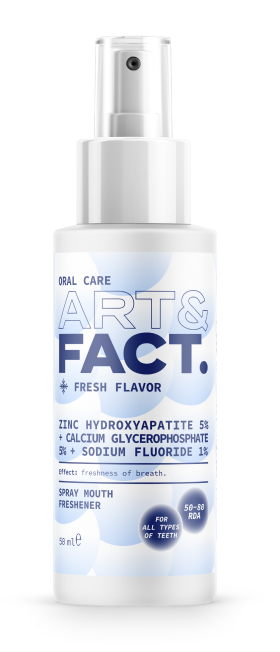 ORAL CARE
ART&
FACT.
FRESH FLAVOR
ZINC HYDROXYAPATITE 5%
+ CALCIUM GLYCEROPHOSPHATE
5% + SODIUM FLUORIDE 1%
Effect: freshness of breath.
SPRAY MOUTH
FRESHENER
50-80
RDA
FOR
ALL TYPES
OF TEETH
50 ml ℮